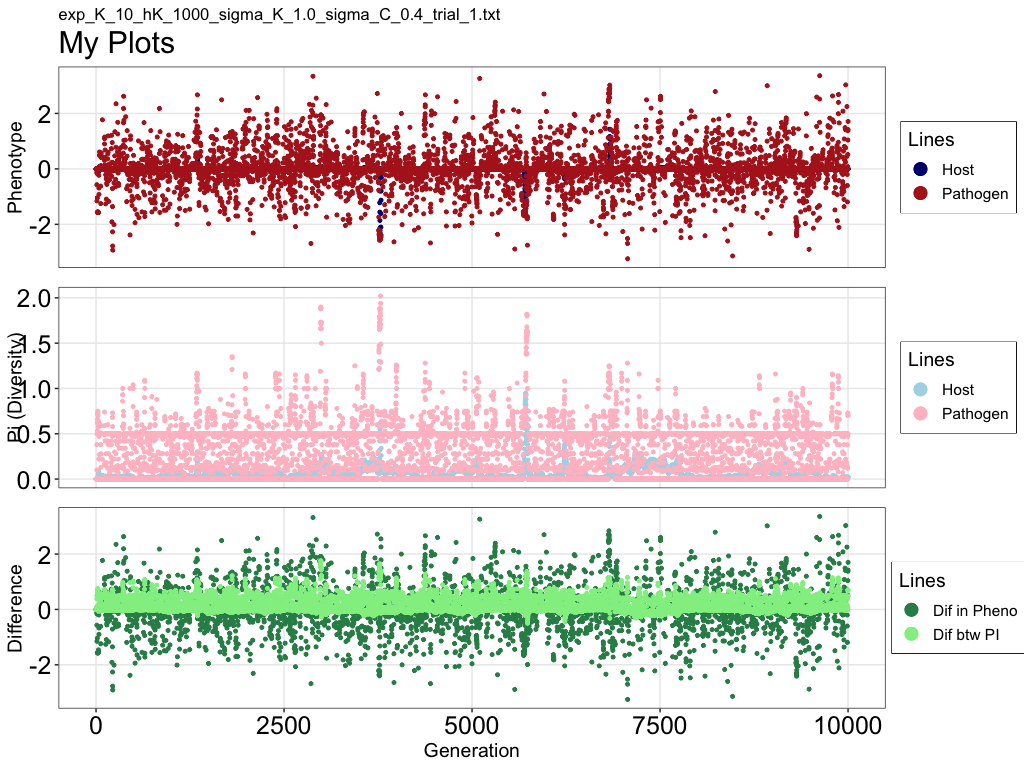 exp_K_10_hK_1000_sigma_K_1.0_sigma_C_0.4_trial_1.txt
My Plots
Phenotype
2
0
-2
Lines
Host
Pathogen
Pi (Diversity)
2.0
1.5
1.0
0.5
0.0
Lines
Host
Pathogen
Difference
2
0
-2
Lines
Dif in Pheno
Dif btw PI
0 2500 5000 7500 10000
Generation